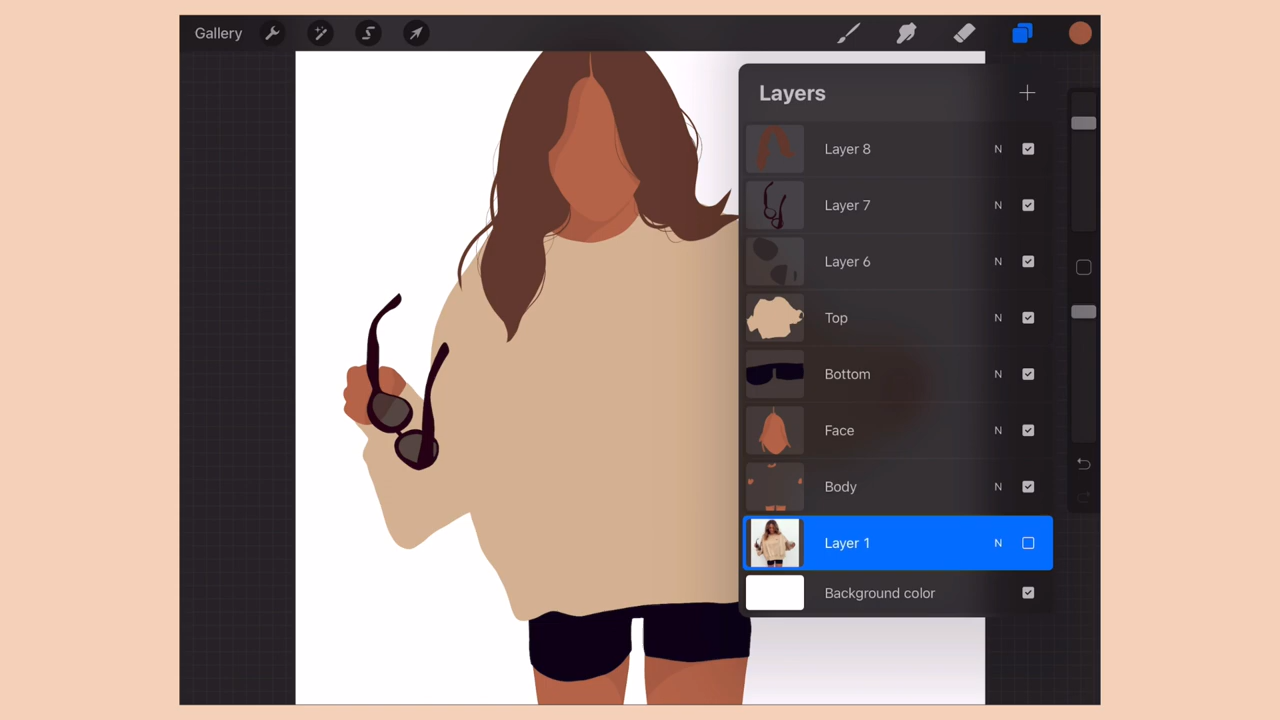 Gallery
Layers
Layer 8 N
Layer 7 N
Layer 6 N
Top N
Bottom N
Face N
Body N
Layer 1 N
Background color